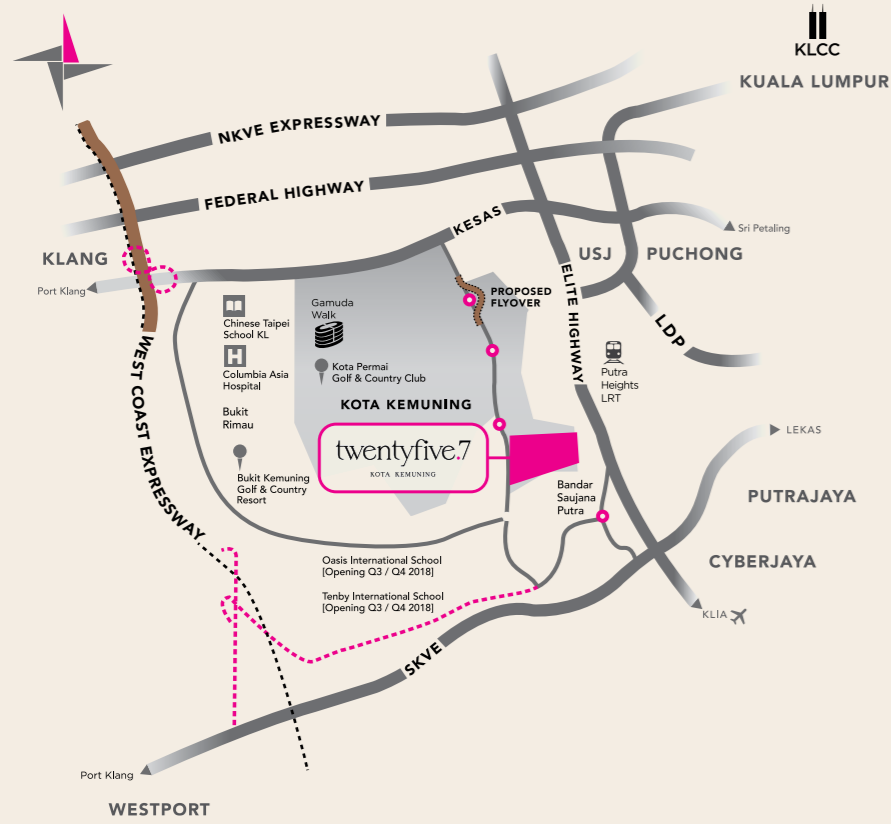 KLCC
KUALA LUMPUR
NKVE EXPRESSWAY
FEDERAL HIGHWAY
KESAS
Sri Petaling
KLANG
USJ
PUCHONG
Port Klang
PROPOSED
FLYOVER
ELITE HIGHWAY
LDP
Chinese Taipei
School KL
Gamuda
Walk
Columbia Asia
Hospital
Kota Permai
Golf & Country Club
Putra
Heights
LRT
WEST COAST EXPRESSWAY
Bukit
Rimau
KOTA KEMUNING
LEKAS
twentyfive.7
KOTA KEMUNING
Bukit Kemuning
Golf & Country
Resort
Bandar
Saujana
Putra
PUTRAJAYA
CYBERJAYA
Oasis International School
[Opening Q3 / Q4 2018]
Tenby International School
[Opening Q3 / Q4 2018]
KLIA
SKVE
Port Klang
WESTPORT